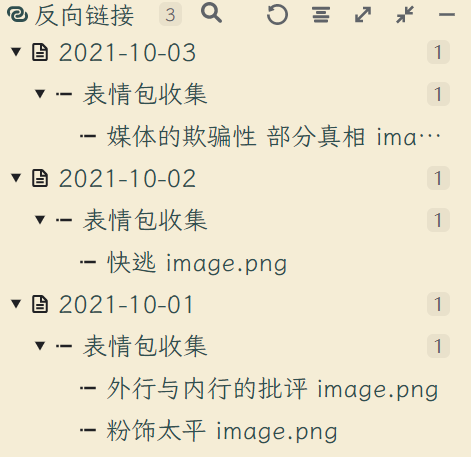 反向链接 3
2021-10-03 1
表情包收集 1
媒体的欺骗性 部分真相 ima…
2021-10-02 1
表情包收集 1
快逃 image.png
2021-10-01 1
表情包收集 1
外行与内行的批评 image.png
粉饰太平 image.png